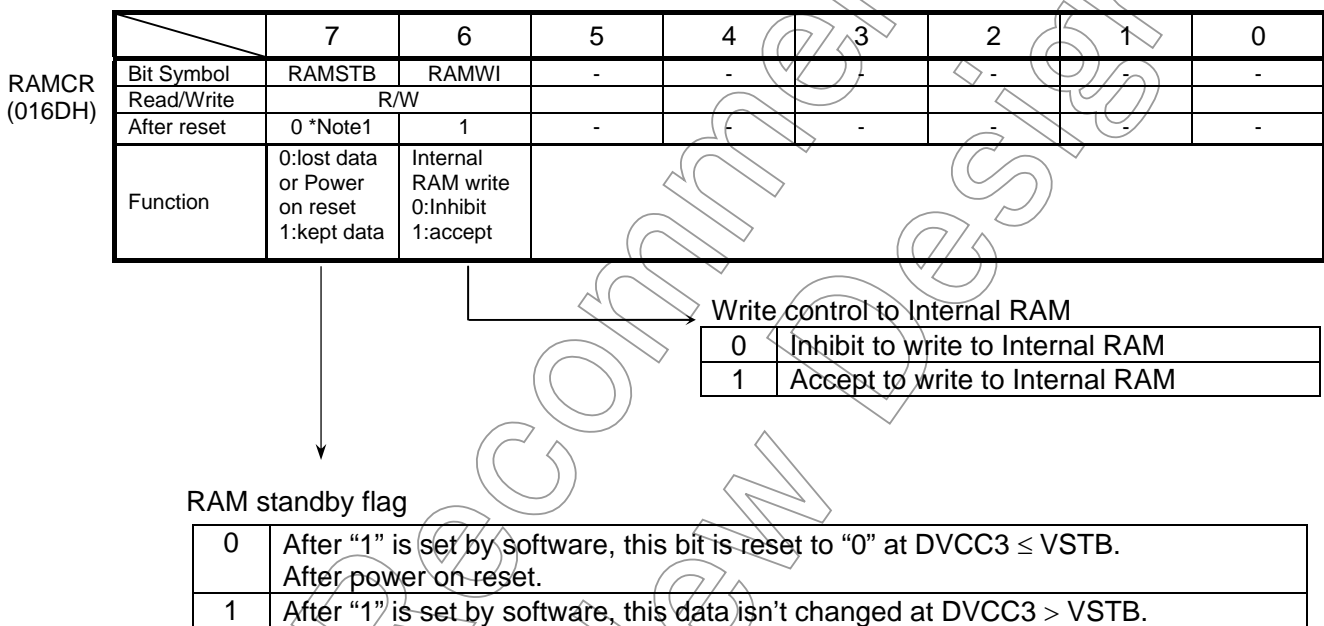 7 6 5 4 3 2 1 0
RAMCR
(016DH)
Bit Symbol RAMSTB RAMWI - - - - - -
Read/Write R/W
After reset 0 *Note1 1 - - - - - -
Function
0:lost data
or Power
on reset
1:kept data
Internal
RAM write
0:Inhibit
1:accept
Write control to Internal RAM
0 Inhibit to write to Internal RAM
1 Accept to write to Internal RAM
RAM standby flag
0 After “1” is set by software, this bit is reset to “0” at DVCC3 ≤ VSTB.
After power on reset.
1 After “1” is set by software, this data isn’t changed at DVCC3 > VSTB.